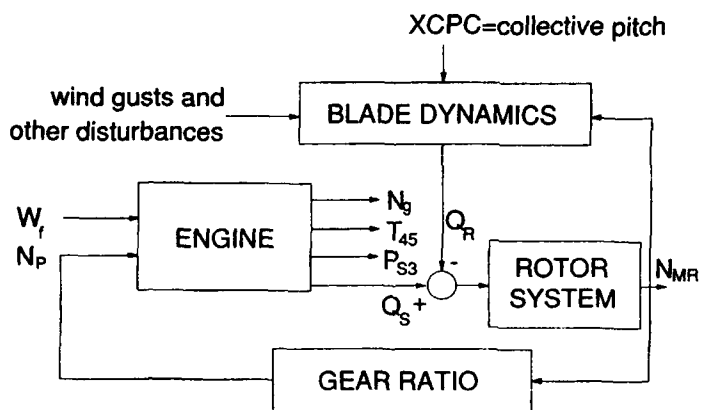 XCPC=collective pitch
wind gusts and
other disturbances
BLADE DYNAMICS
W_f
N_P
ENGINE
N_g
T_45
P_S3
Q_S +
Q_R
-
ROTOR
SYSTEM
N_MR
GEAR RATIO